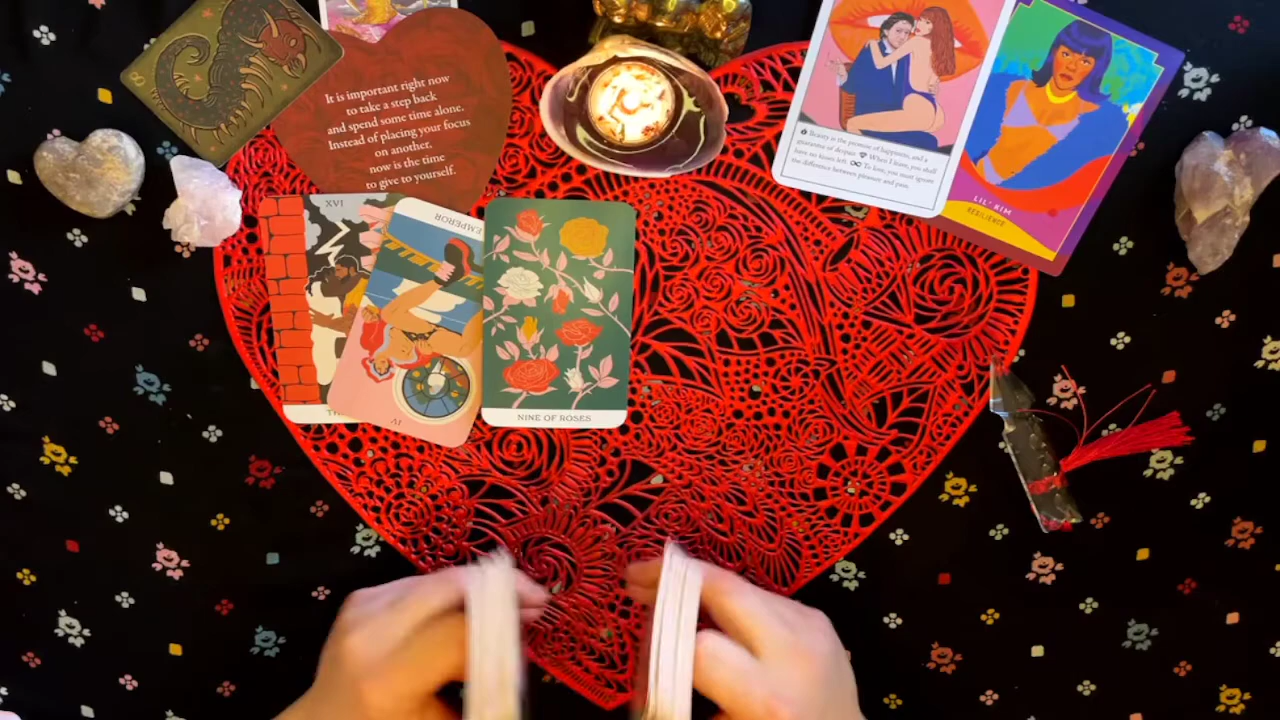 8
It is important right now
to take a step back
and spend some time alone.
Instead of placing your focus
on another,
now is the time
to give to yourself.
XVI
EMPEROR
IV
NINE OF ROSES
Beauty is the promise of happiness, and a
guarantee of despair. When I leave, you shall
have no tissues left. To love, you must ignore
the difference between pleasure and pain.
LIL' KIM
RESILIENCE